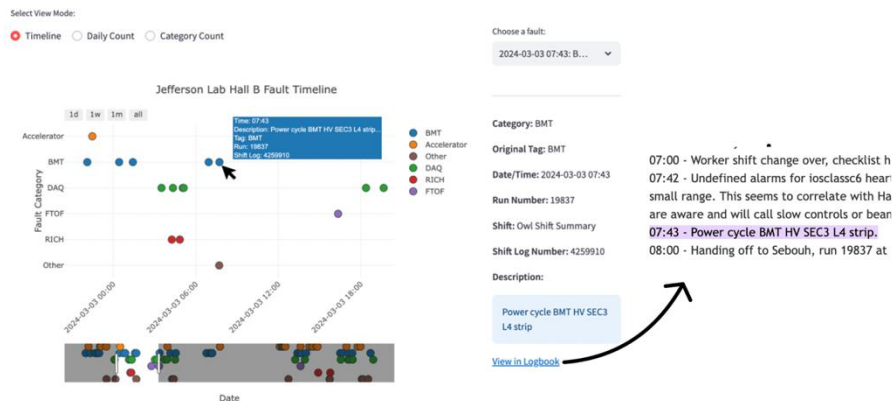 Select View Mode:
Timeline Daily Count Category Count
Jefferson Lab Hall B Fault Timeline
1d 1w 1m all
Time: 07:43
Description: Power cycle BMT HV SEC3 L4 strip...
Tag: BMT
Run: 19837
Shift Log: 4259910
BMT
Accelerator
Other
DAQ
RICH
FTOF
Fault Category
Accelerator
BMT
DAQ
FTOF
RICH
Other
2024-03-03 00:00
2024-03-03 06:00
2024-03-03 12:00
2024-03-03 18:00
Date
Choose a fault:
2024-03-03 07:43: B...
Category: BMT
Original Tag: BMT
Date/Time: 2024-03-03 07:43
Run Number: 19837
Shift: Owl Shift Summary
Shift Log Number: 4259910
Description:
Power cycle BMT HV SEC3
L4 strip
View in Logbook
07:00 - Worker shift change over, checklist h
07:42 - Undefined alarms for iosclassc6 hear
small range. This seems to correlate with Ha
are aware and will call slow controls or bean
07:43 - Power cycle BMT HV SEC3 L4 strip.
08:00 - Handing off to Sebouh, run 19837 at